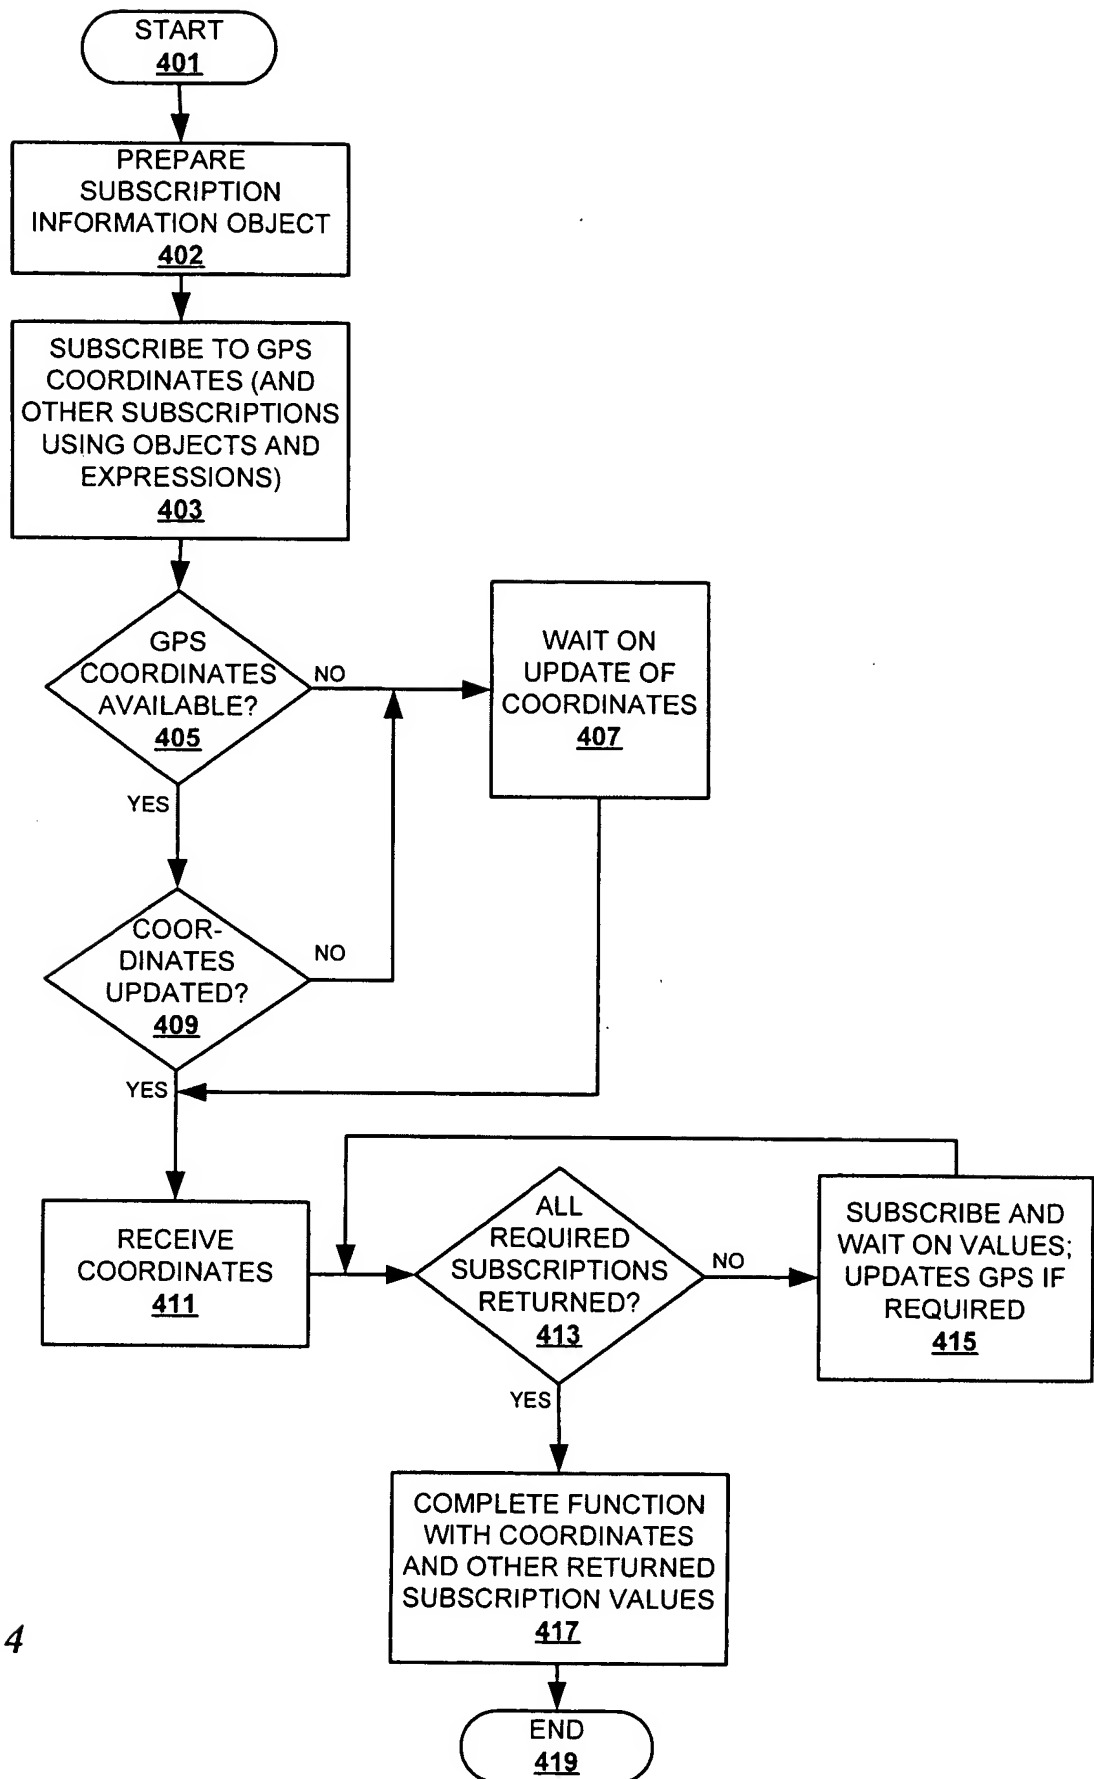 START
401
PREPARE
SUBSCRIPTION
INFORMATION OBJECT
402
SUBSCRIBE TO GPS
COORDINATES (AND
OTHER SUBSCRIPTIONS
USING OBJECTS AND
EXPRESSIONS)
403
GPS
COORDINATES
AVAILABLE?
405
NO
YES
WAIT ON
UPDATE OF
COORDINATES
407
COOR-
DINATES
UPDATED?
409
NO
YES
RECEIVE
COORDINATES
411
ALL
REQUIRED
SUBSCRIPTIONS
RETURNED?
413
NO
YES
SUBSCRIBE AND
WAIT ON VALUES;
UPDATES GPS IF
REQUIRED
415
COMPLETE FUNCTION
WITH COORDINATES
AND OTHER RETURNED
SUBSCRIPTION VALUES
417
END
419
4